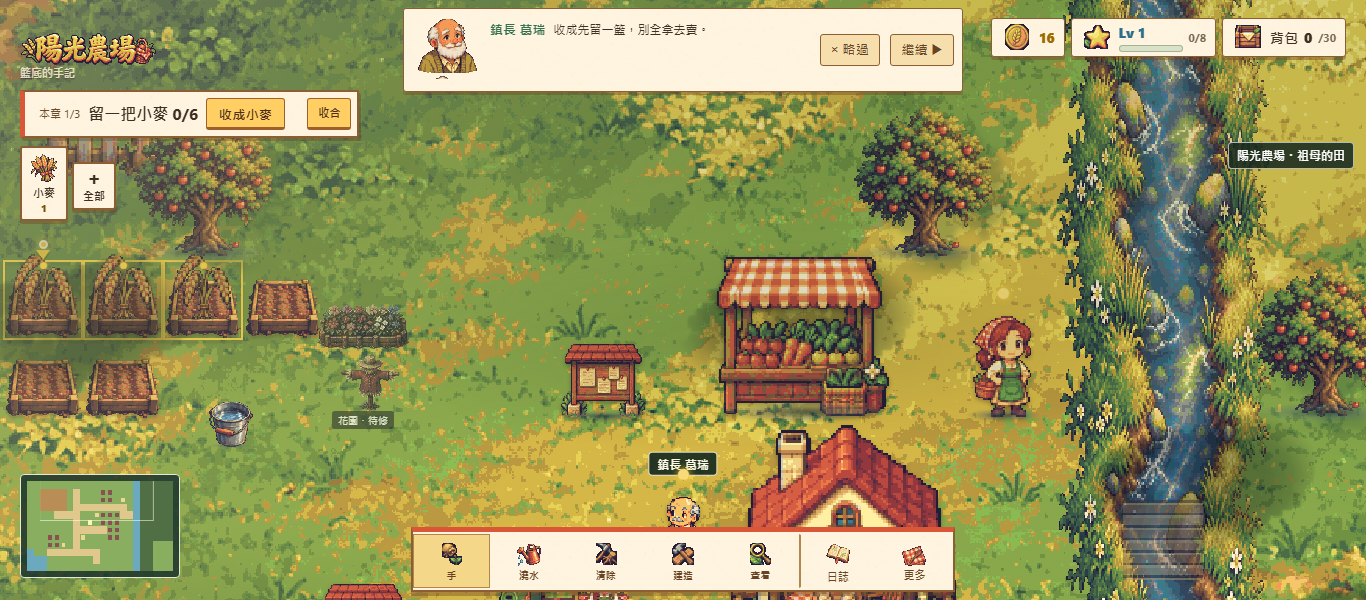 陽光農場
籃底的手記
鎮長 葛瑞 收成先留一籃，別全拿去賣。
× 略過
繼續 ▶
16
Lv 1
0/8
背包 0 /30
本章 1/3 留一把小麥 0/6
收成小麥
收合
小麥
1
+
全部
陽光農場・祖母的田
花圃・待修
鎮長 葛瑞
手
澆水
清除
建造
查看
日誌
更多